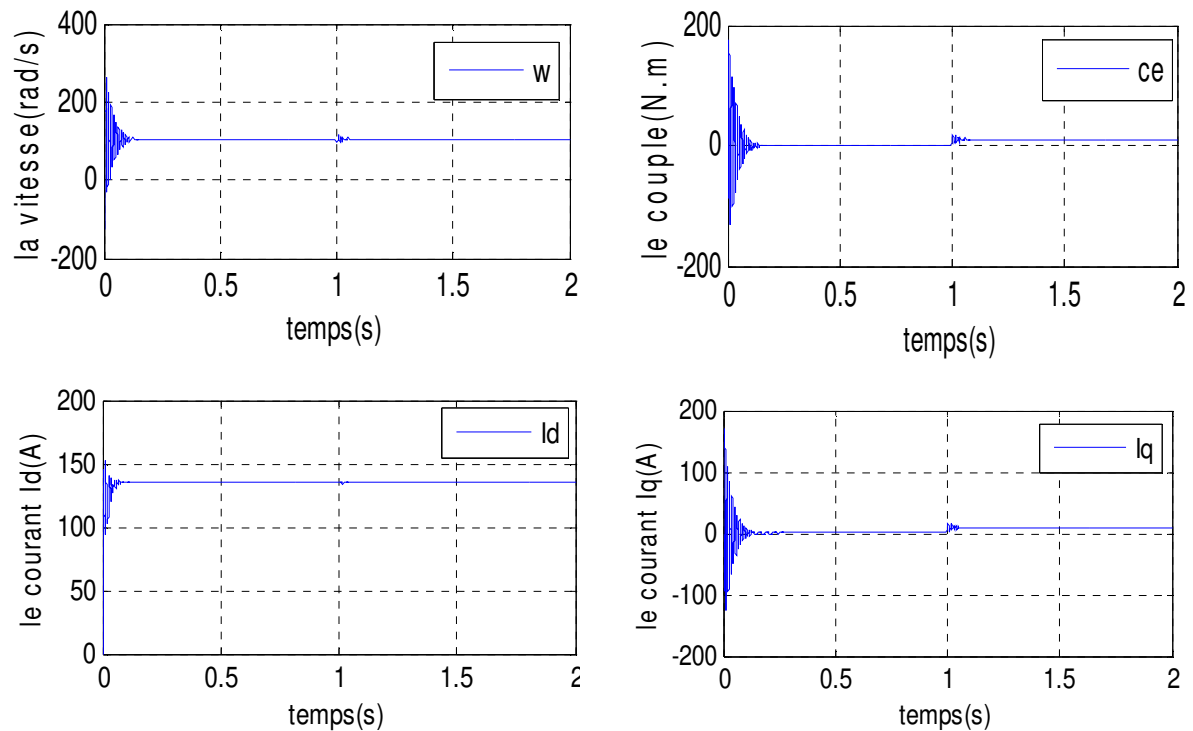 la vitesse(rad/s)
400
200
0
-200
w
0 0.5 1 1.5 2
temps(s)
le couple(N.m)
200
0
-200
ce
0 0.5 1 1.5 2
temps(s)
le courant Id(A)
200
150
100
50
0
Id
0 0.5 1 1.5 2
temps(s)
le courant Iq(A)
200
100
0
-100
-200
Iq
0 0.5 1 1.5 2
temps(s)